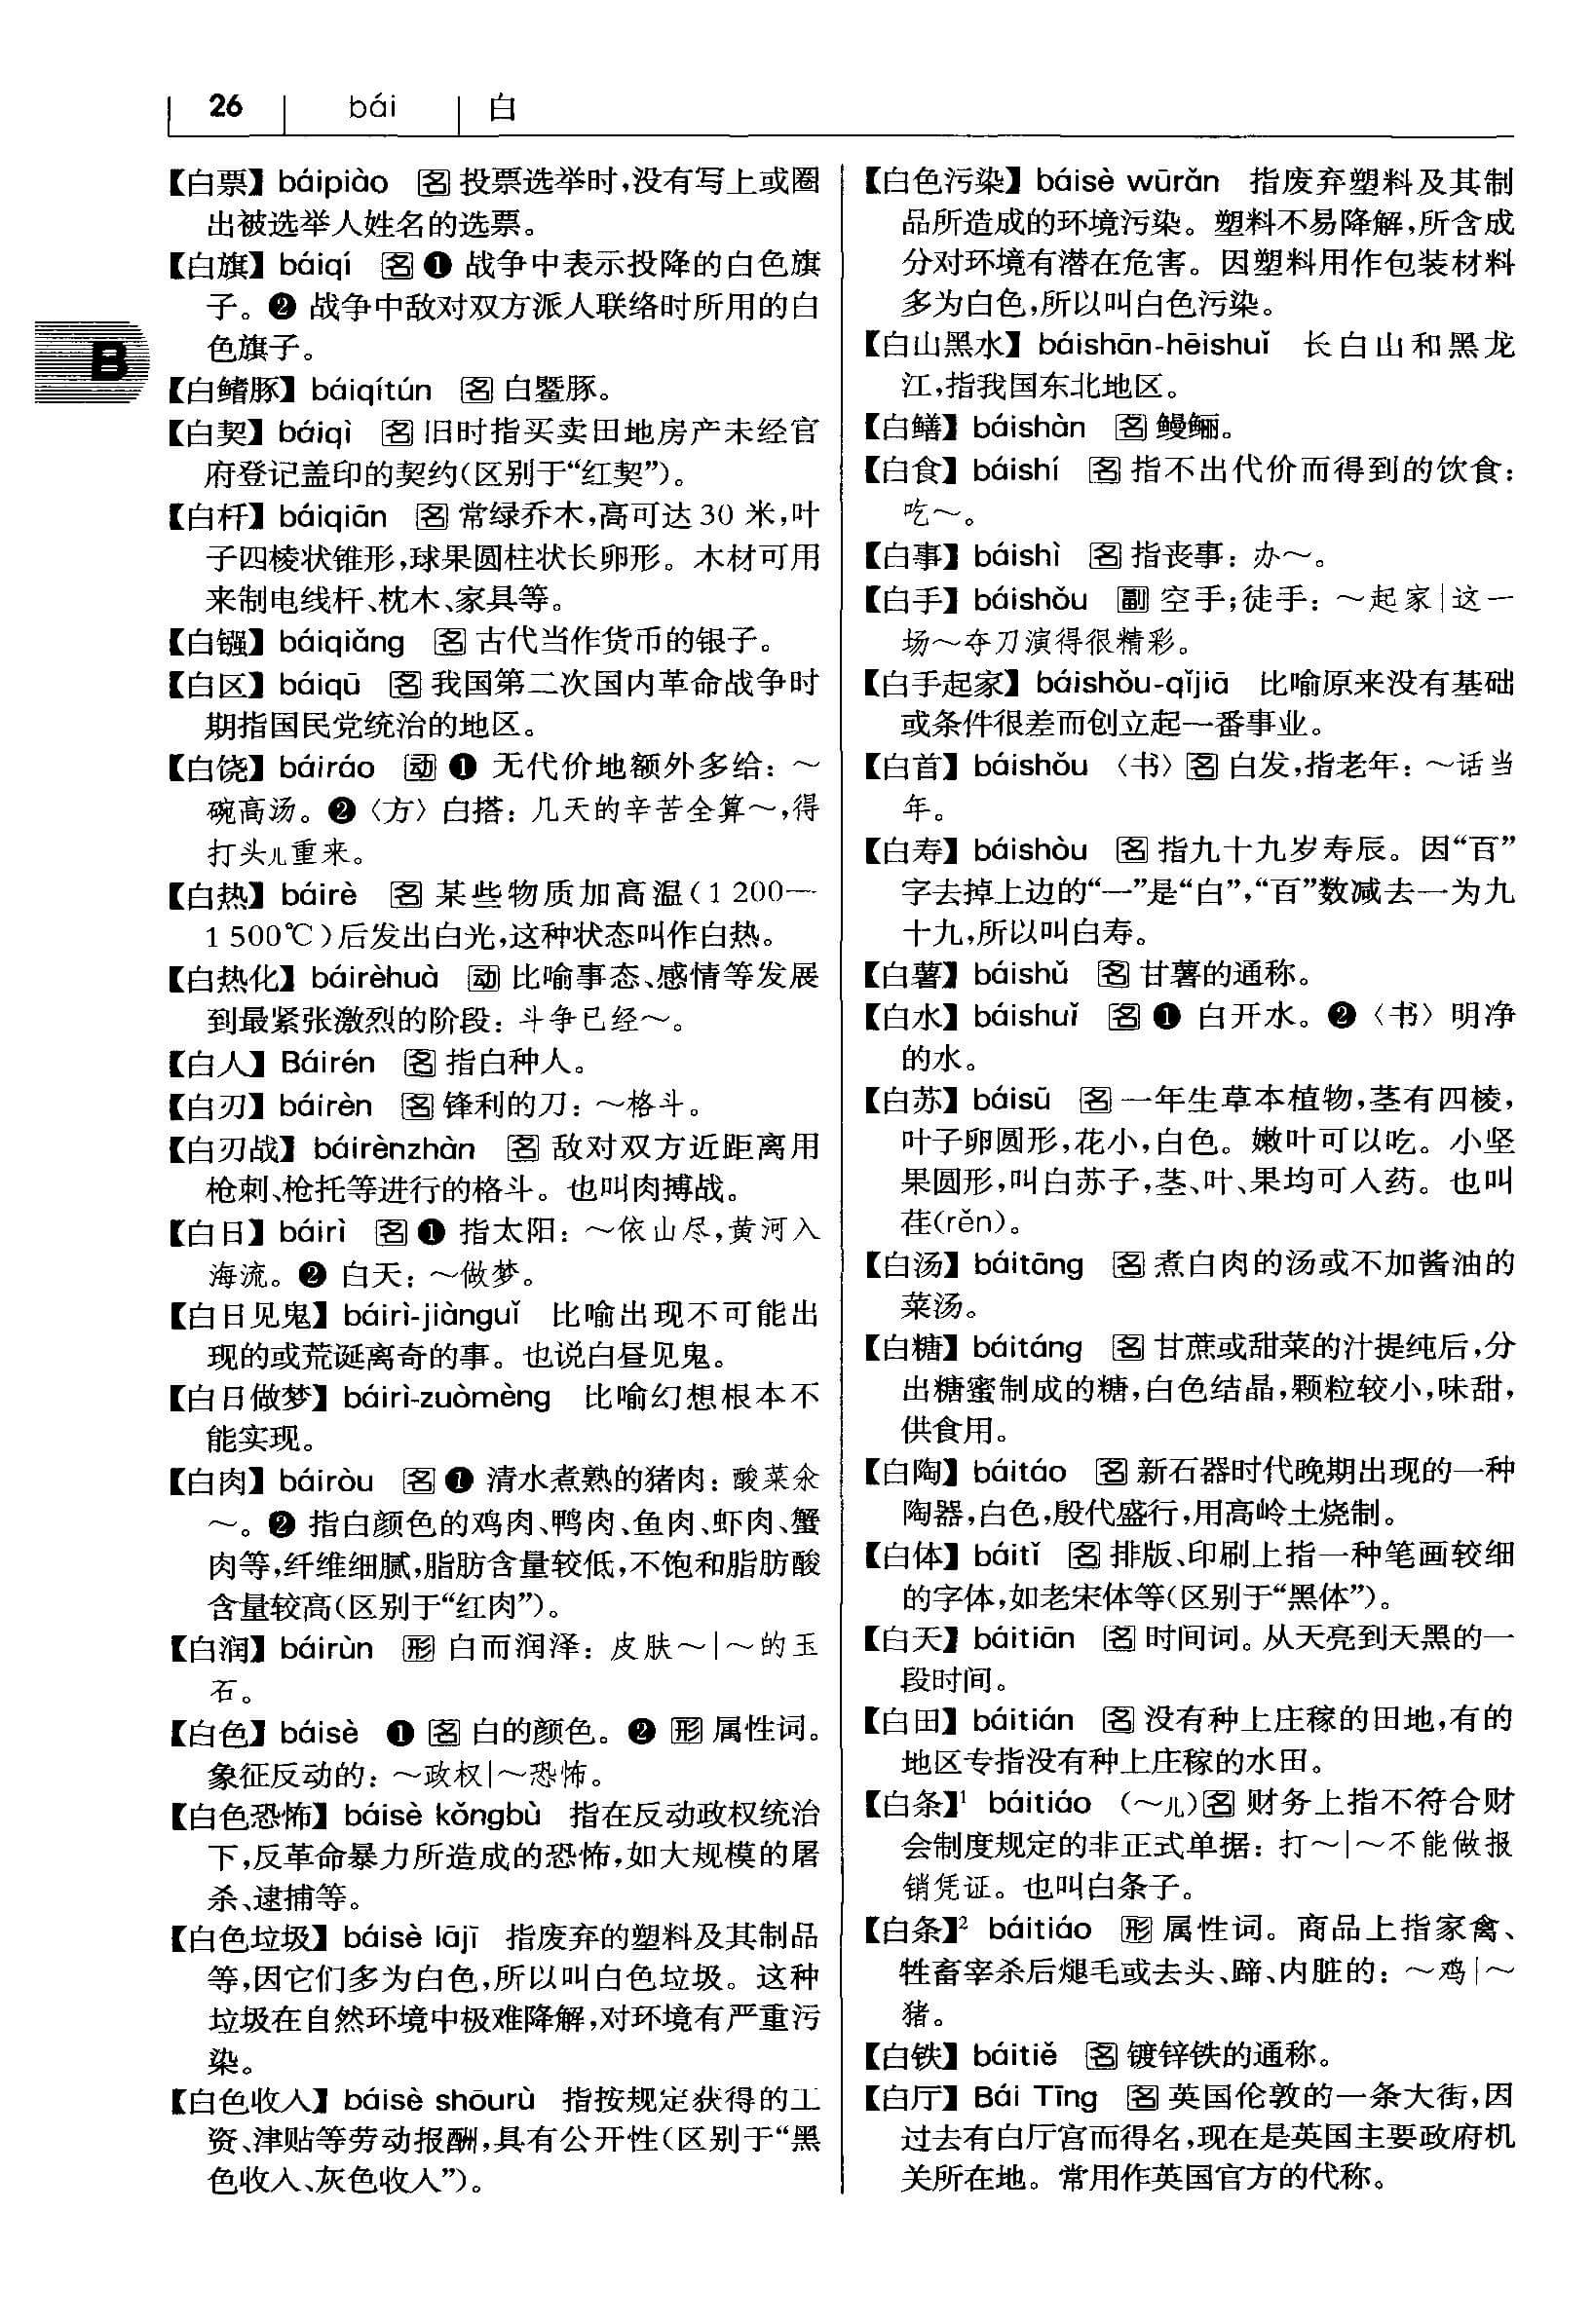 26 bái 白
B
【白票】 báipiào 名 投票选举时,没有写上或圈
出被选举人姓名的选票。
【白旗】 báiqí 名 ❶ 战争中表示投降的白色旗
子。❷ 战争中敌对双方派人联络时所用的白
色旗子。
【白鳍豚】 báiqítún 名 白鱀豚。
【白契】 báiqì 名 旧时指买卖田地房产未经官
府登记盖印的契约(区别于“红契”)。
【白杄】 báiqiān 名 常绿乔木,高可达 30 米,叶
子四棱状锥形,球果圆柱状长卵形。木材可用
来制电线杆、枕木、家具等。
【白镪】 báiqiǎng 名 古代当作货币的银子。
【白区】 báiqū 名 我国第二次国内革命战争时
期指国民党统治的地区。
【白饶】 báiráo 动 ❶ 无代价地额外多给: ～
碗高汤。❷〈方〉白搭: 几天的辛苦全算～,得
打头儿重来。
【白热】 báirè 名 某些物质加高温(1 200—
1 500℃)后发出白光,这种状态叫作白热。
【白热化】 báirèhuà 动 比喻事态、感情等发展
到最紧张激烈的阶段: 斗争已经～。
【白人】 Báirén 名 指白种人。
【白刃】 báirèn 名 锋利的刀: ～格斗。
【白刃战】 báirènzhàn 名 敌对双方近距离用
枪刺、枪托等进行的格斗。也叫肉搏战。
【白日】 báirì 名 ❶ 指太阳: ～依山尽,黄河入
海流。❷ 白天: ～做梦。
【白日见鬼】 báirì-jiànguǐ 比喻出现不可能出
现的或荒诞离奇的事。也说白昼见鬼。
【白日做梦】 báirì-zuòmèng 比喻幻想根本不
能实现。
【白肉】 báiròu 名 ❶ 清水煮熟的猪肉: 酸菜汆
～。❷ 指白颜色的鸡肉、鸭肉、鱼肉、虾肉、蟹
肉等,纤维细腻,脂肪含量较低,不饱和脂肪酸
含量较高(区别于“红肉”)。
【白润】 báirùn 形 白而润泽: 皮肤～|～的玉
石。
【白色】 báisè ❶ 名 白的颜色。❷ 形 属性词。
象征反动的: ～政权|～恐怖。
【白色恐怖】 báisè kǒngbù 指在反动政权统治
下,反革命暴力所造成的恐怖,如大规模的屠
杀、逮捕等。
【白色垃圾】 báisè lājī 指废弃的塑料及其制品
等,因它们多为白色,所以叫白色垃圾。这种
垃圾在自然环境中极难降解,对环境有严重污
染。
【白色收入】 báisè shōurù 指按规定获得的工
资、津贴等劳动报酬,具有公开性(区别于“黑
色收入、灰色收入”)。
【白色污染】 báisè wūrǎn 指废弃塑料及其制
品所造成的环境污染。塑料不易降解,所含成
分对环境有潜在危害。因塑料用作包装材料
多为白色,所以叫白色污染。
【白山黑水】 báishān-hēishuǐ 长白山和黑龙
江,指我国东北地区。
【白鳝】 báishàn 名 鳗鲡。
【白食】 báishí 名 指不出代价而得到的饮食:
吃～。
【白事】 báishì 名 指丧事: 办～。
【白手】 báishǒu 副 空手;徒手: ～起家|这一
场～夺刀演得很精彩。
【白手起家】 báishǒu-qǐjiā 比喻原来没有基础
或条件很差而创立起一番事业。
【白首】 báishǒu 〈书〉名 白发,指老年: ～话当
年。
【白寿】 báishòu 名 指九十九岁寿辰。因“百”
字去掉上边的“一”是“白”,“百”数减去一为九
十九,所以叫白寿。
【白薯】 báishǔ 名 甘薯的通称。
【白水】 báishuǐ 名 ❶ 白开水。❷〈书〉明净
的水。
【白苏】 báisū 名 一年生草本植物,茎有四棱,
叶子卵圆形,花小,白色。嫩叶可以吃。小坚
果圆形,叫白苏子,茎、叶、果均可入药。也叫
荏(rěn)。
【白汤】 báitāng 名 煮白肉的汤或不加酱油的
菜汤。
【白糖】 báitáng 名 甘蔗或甜菜的汁提纯后,分
出糖蜜制成的糖,白色结晶,颗粒较小,味甜,
供食用。
【白陶】 báitáo 名 新石器时代晚期出现的一种
陶器,白色,殷代盛行,用高岭土烧制。
【白体】 báitǐ 名 排版、印刷上指一种笔画较细
的字体,如老宋体等(区别于“黑体”)。
【白天】 báitiān 名 时间词。从天亮到天黑的一
段时间。
【白田】 báitián 名 没有种上庄稼的田地,有的
地区专指没有种上庄稼的水田。
【白条】¹ báitiáo (～儿)名 财务上指不符合财
会制度规定的非正式单据: 打～|～不能做报
销凭证。也叫白条子。
【白条】² báitiáo 形 属性词。商品上指家禽、
牲畜宰杀后煺毛或去头、蹄、内脏的: ～鸡|～
猪。
【白铁】 báitiě 名 镀锌铁的通称。
【白厅】 Bái Tīng 名 英国伦敦的一条大街,因
过去有白厅宫而得名,现在是英国主要政府机
关所在地。常用作英国官方的代称。